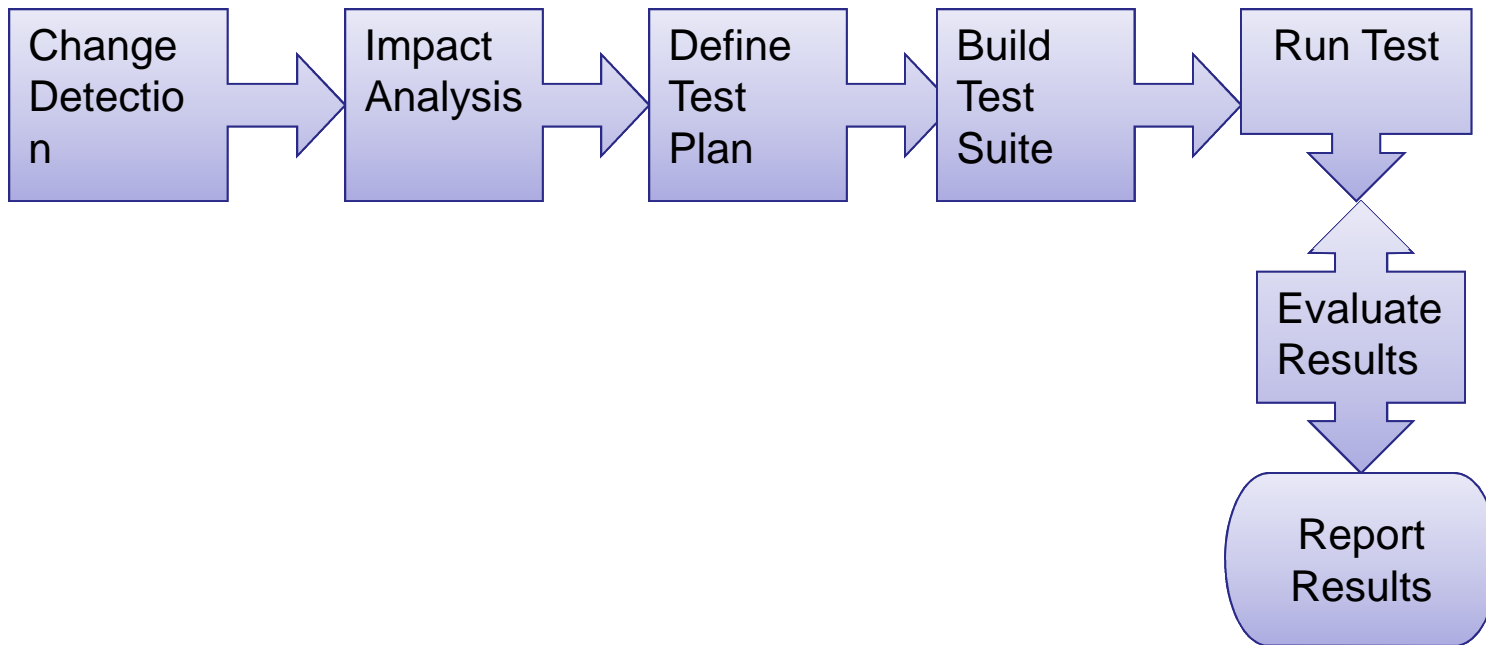 Change
Detectio
n
Impact
Analysis
Define
Test
Plan
Build
Test
Suite
Run Test
Evaluate
Results
Report
Results